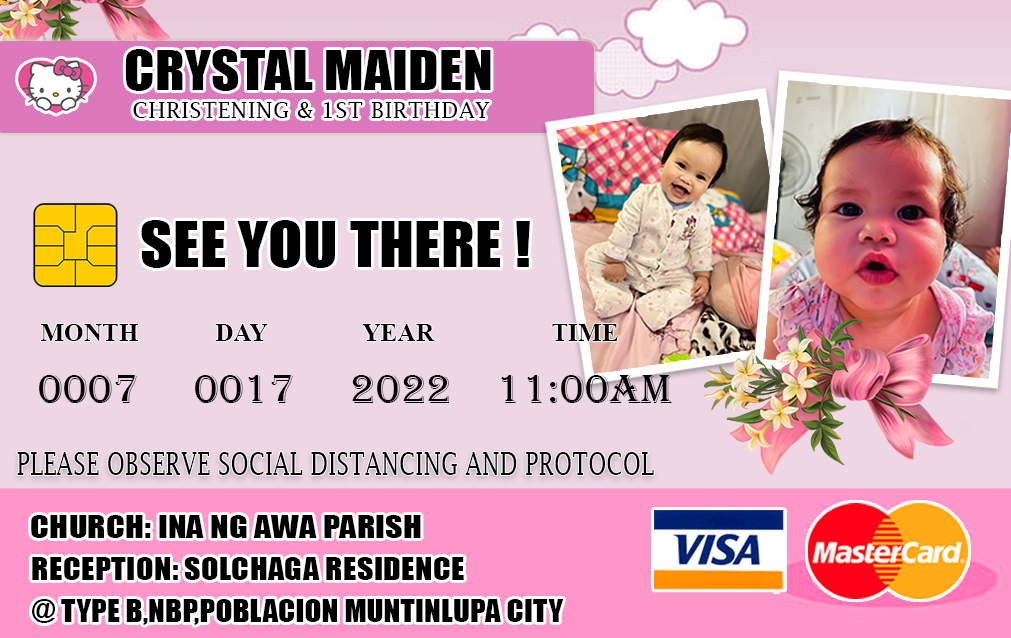 CRYSTAL MAIDEN
CHRISTENING & 1ST BIRTHDAY
SEE YOU THERE !
MONTH DAY YEAR TIME
0007 0017 2022 11:00AM
PLEASE OBSERVE SOCIAL DISTANCING AND PROTOCOL
CHURCH: INA NG AWA PARISH
RECEPTION: SOLCHAGA RESIDENCE
@ TYPE B,NBP,POBLACION MUNTINLUPA CITY
VISA
MasterCard